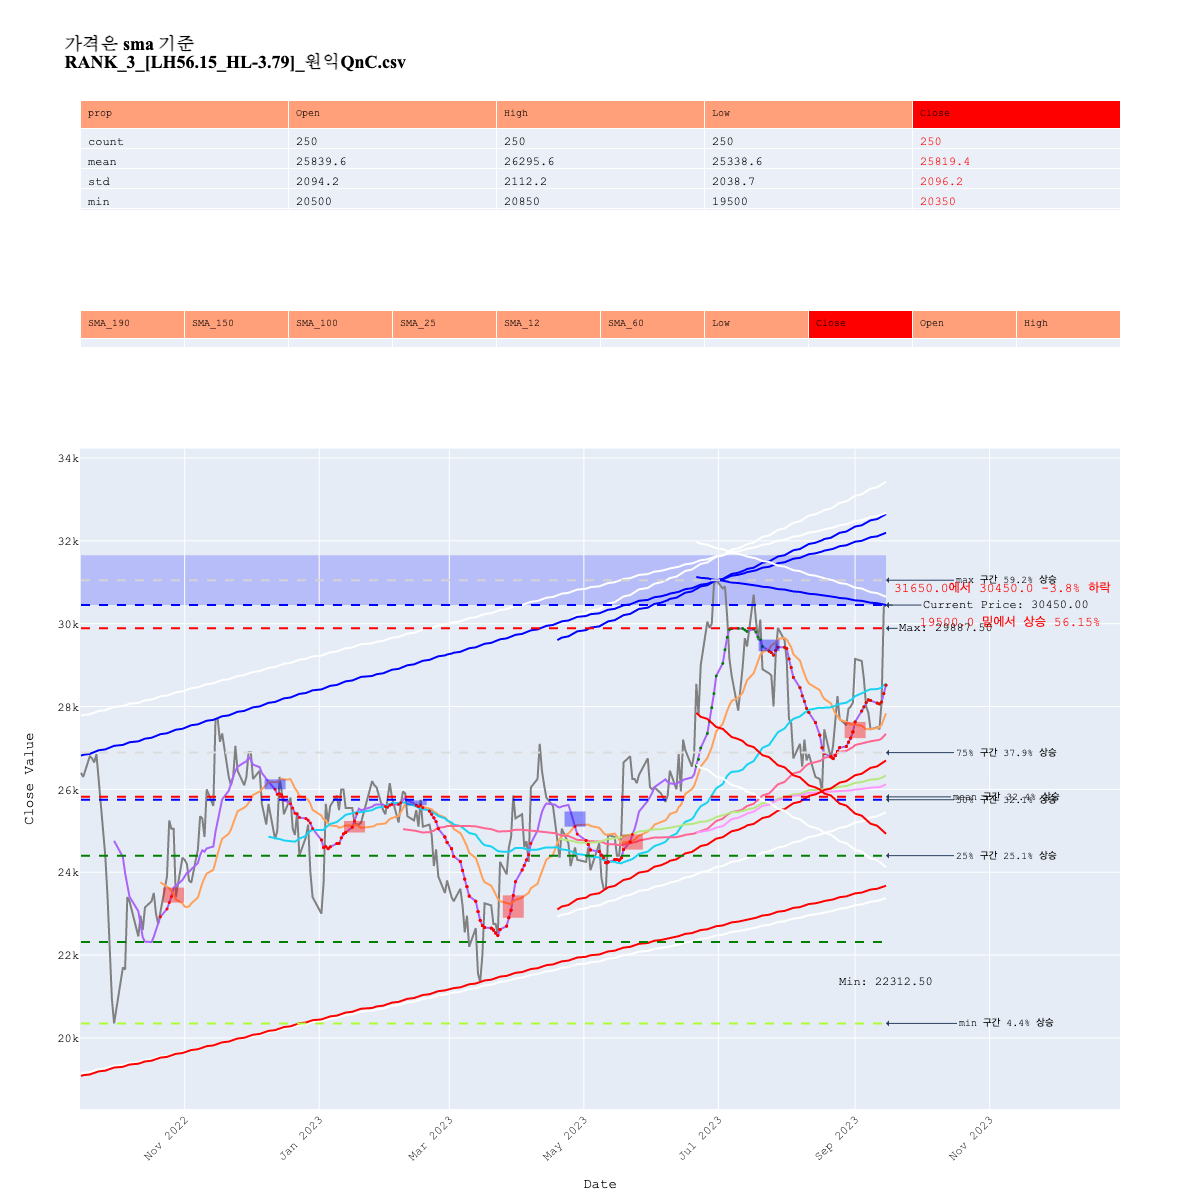 가격은 sma 기준
RANK_3_[LH56.15_HL-3.79]_원익QnC.csv
prop Open High Low Close
count 250 250 250 250
mean 25839.6 26295.6 25338.6 25819.4
std 2094.2 2112.2 2038.7 2096.2
min 20500 20850 19500 20350
SMA_190 SMA_150 SMA_100 SMA_25 SMA_12 SMA_60 Low Close Open High
34k
32k
max 구간 59.2% 상승
31650.0에서 30450.0 -3.8% 하락
Current Price: 30450.00
30k
19500.0 밑에서 상승 56.15%
Max: 29887.50
28k
75% 구간 37.9% 상승
26k
mean 구간 32.4% 상승
50% 구간 32.1% 상승
25% 구간 25.1% 상승
24k
22k
Min: 22312.50
min 구간 4.4% 상승
20k
Close Value
Nov 2022 Jan 2023 Mar 2023 May 2023 Jul 2023 Sep 2023 Nov 2023
Date